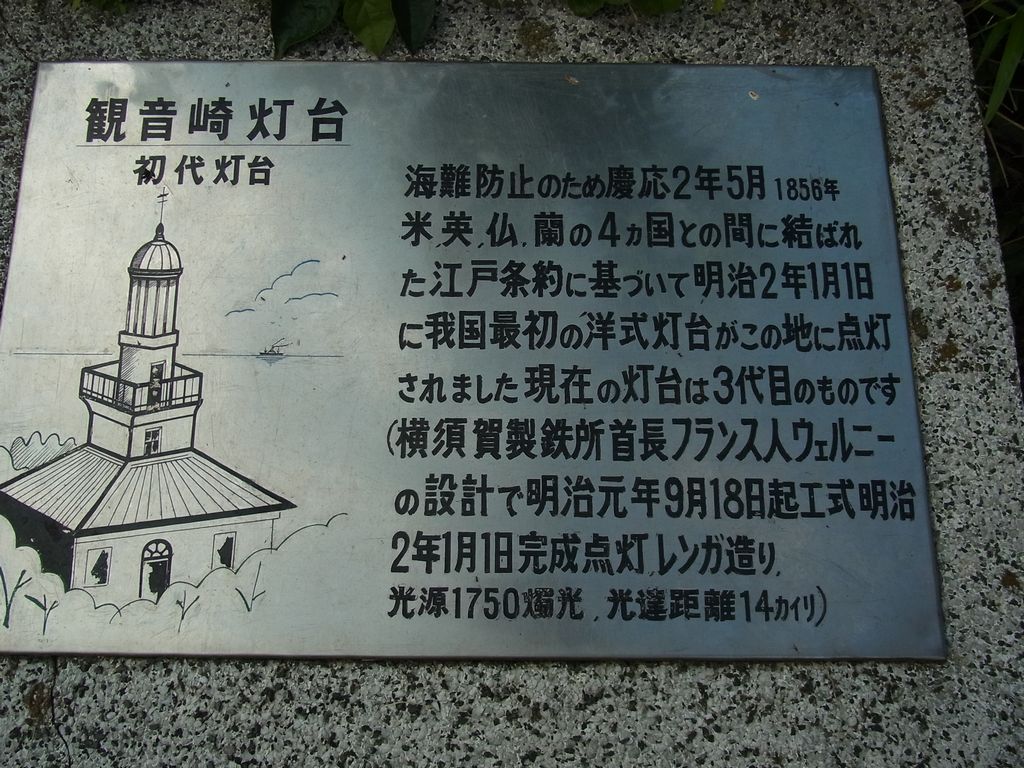 観音崎灯台
初代灯台
海難防止のため慶応2年5月 1856年
米,英,仏,蘭の4ヵ国との間に結ばれ
た江戸条約に基づいて明治2年1月1日
に我国最初の洋式灯台がこの地に点灯
されました現在の灯台は3代目のものです
(横須賀製鉄所首長フランス人ウェルニー
の設計で明治元年9月18日起工式明治
2年1月1日完成点灯,レンガ造り,
光源1750燭光,光達距離14カイリ)